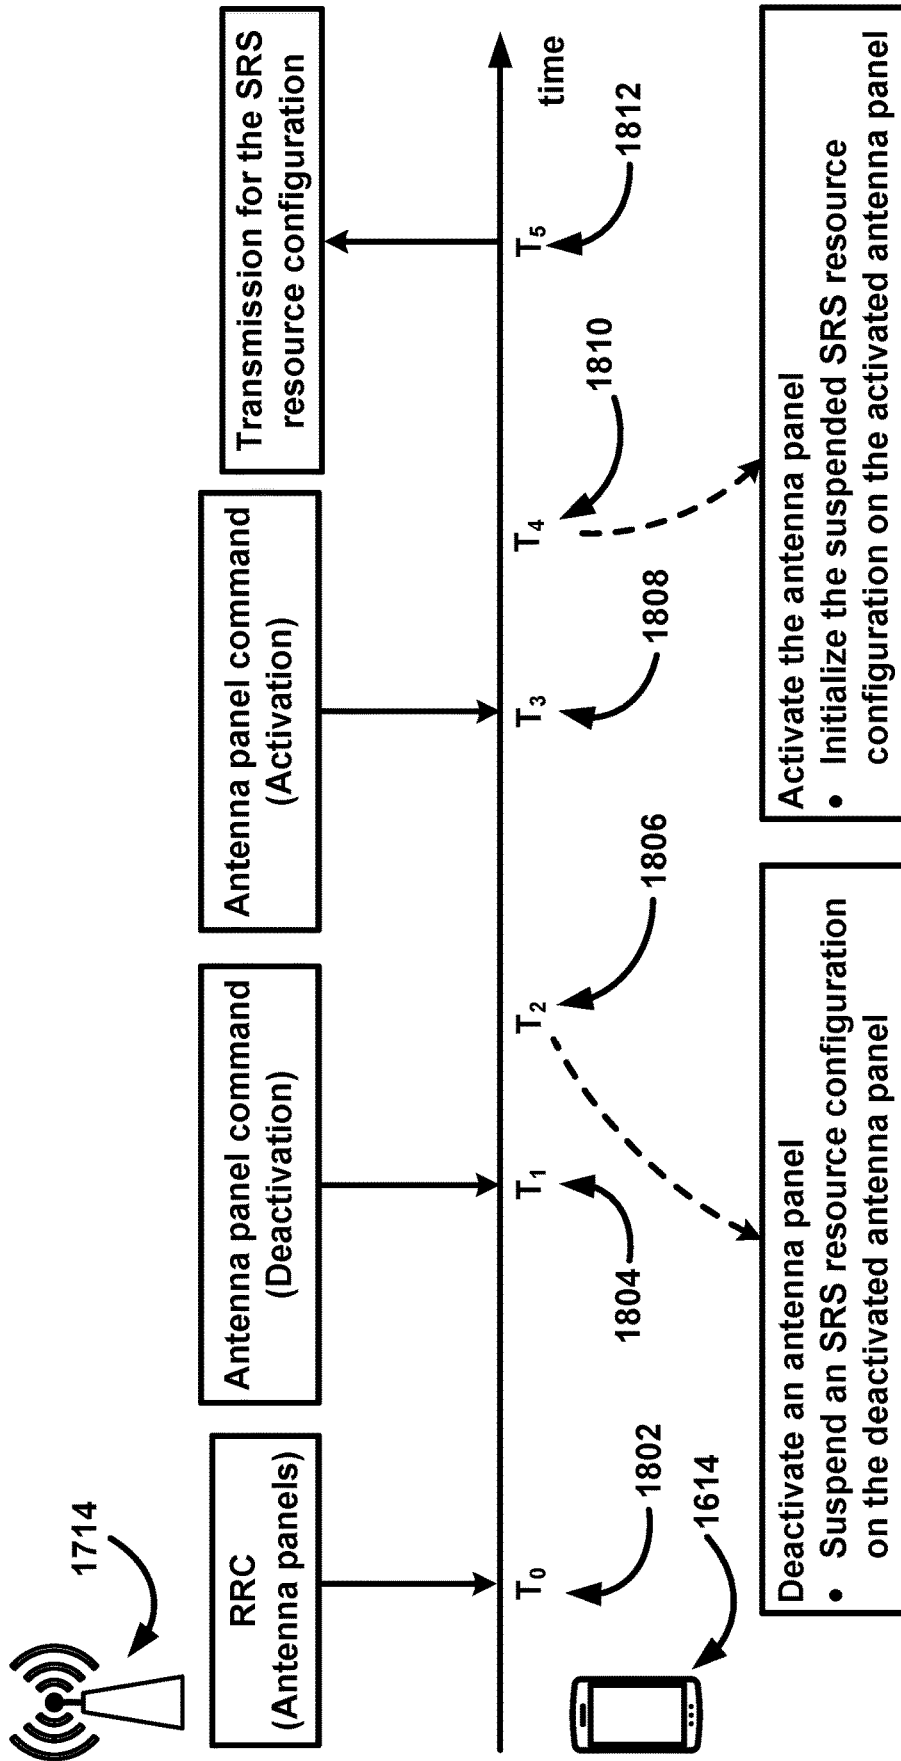 1714
RRC
(Antenna panels)
Antenna panel command
(Deactivation)
Antenna panel command
(Activation)
Transmission for the SRS
resource configuration
T0
T1
T2
T3
T4
T5
time
1802
1804
1806
1808
1810
1812
1614
Deactivate an antenna panel
• Suspend an SRS resource configuration
on the deactivated antenna panel
Activate the antenna panel
• Initialize the suspended SRS resource
configuration on the activated antenna panel